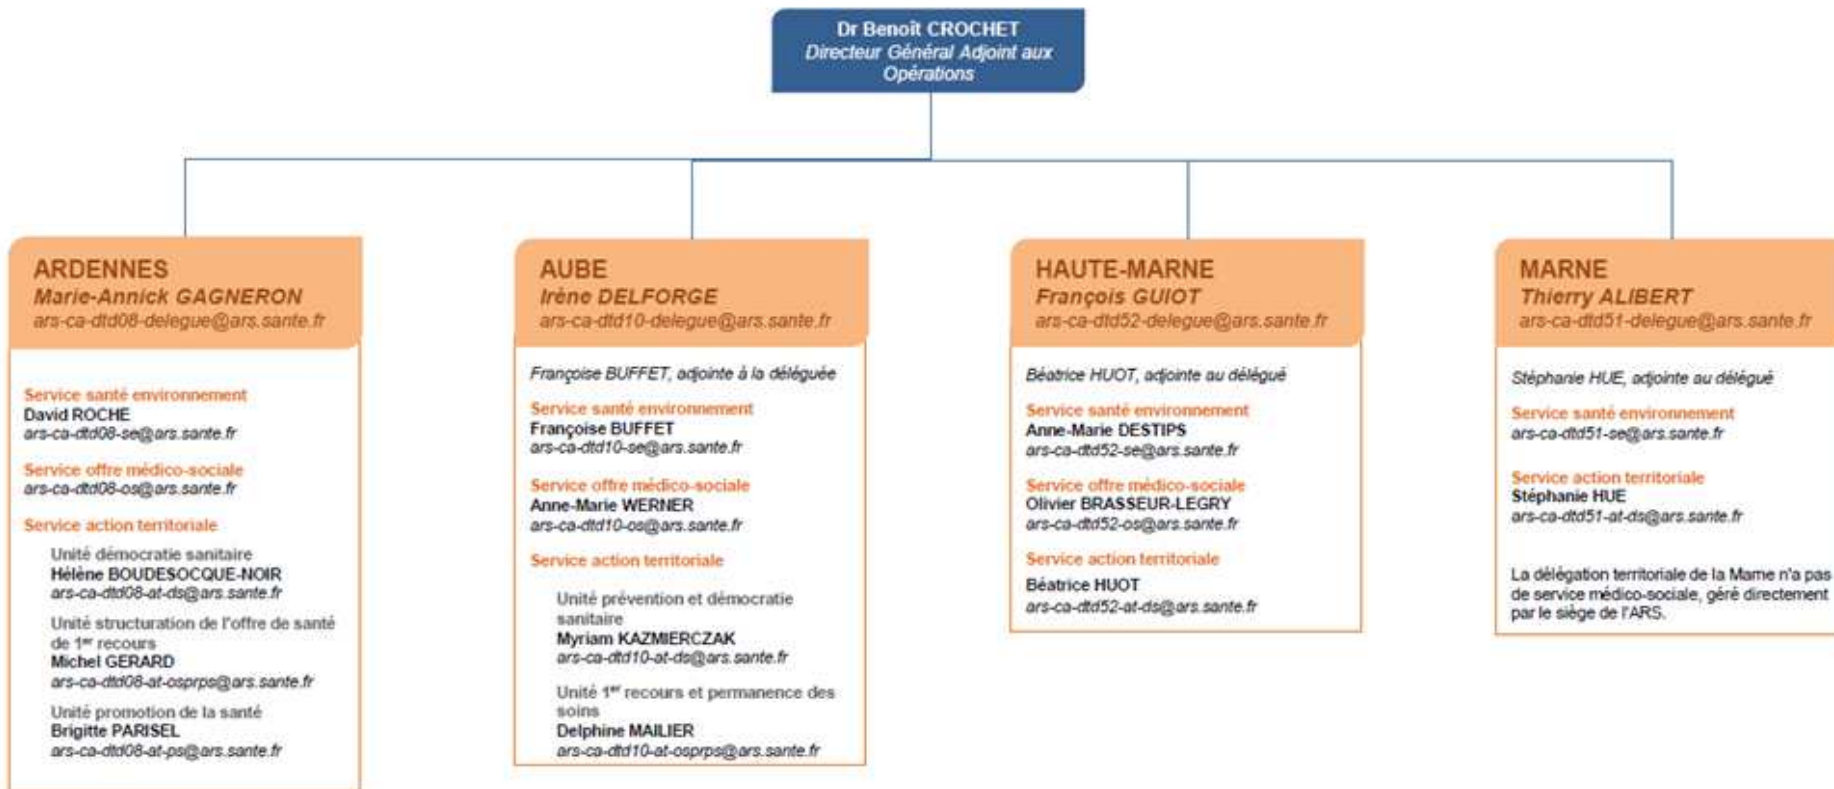 Dr Benoît CROCHET
Directeur Général Adjoint aux
Opérations
ARDENNES
Marie-Annick GAGNERON
ars-ca-dtd08-delegue@ars.sante.fr
Service santé environnement
David ROCHE
ars-ca-dtd08-se@ars.sante.fr
Service offre médico-sociale
ars-ca-dtd08-os@ars.sante.fr
Service action territoriale
Unité démocratie sanitaire
Hélène BOUDESOCQUE-NOIR
ars-ca-dtd08-at-ds@ars.sante.fr
Unité structuration de l'offre de santé
de 1er recours
Michel GERARD
ars-ca-dtd08-at-osprps@ars.sante.fr
Unité promotion de la santé
Brigitte PARISEL
ars-ca-dtd08-at-ps@ars.sante.fr
AUBE
Irène DELFORGE
ars-ca-dtd10-delegue@ars.sante.fr
Françoise BUFFET, adjointe à la déléguée
Service santé environnement
Françoise BUFFET
ars-ca-dtd10-se@ars.sante.fr
Service offre médico-sociale
Anne-Marie WERNER
ars-ca-dtd10-os@ars.sante.fr
Service action territoriale
Unité prévention et démocratie
sanitaire
Myriam KAZMIERCZAK
ars-ca-dtd10-at-ds@ars.sante.fr
Unité 1er recours et permanence des
soins
Delphine MAILIER
ars-ca-dtd10-at-osprps@ars.sante.fr
HAUTE-MARNE
François GUIOT
ars-ca-dtd52-delegue@ars.sante.fr
Béatrice HUOT, adjointe au délégué
Service santé environnement
Anne-Marie DESTIPS
ars-ca-dtd52-se@ars.sante.fr
Service offre médico-sociale
Olivier BRASSEUR-LEGRY
ars-ca-dtd52-os@ars.sante.fr
Service action territoriale
Béatrice HUOT
ars-ca-dtd52-at-ds@ars.sante.fr
MARNE
Thierry ALIBERT
ars-ca-dtd51-delegue@ars.sante.fr
Stéphanie HUE, adjointe au délégué
Service santé environnement
ars-ca-dtd51-se@ars.sante.fr
Service action territoriale
Stéphanie HUE
ars-ca-dtd51-at-ds@ars.sante.fr
La délégation territoriale de la Marne n'a pas
de service médico-sociale, géré directement
par le siège de l'ARS.